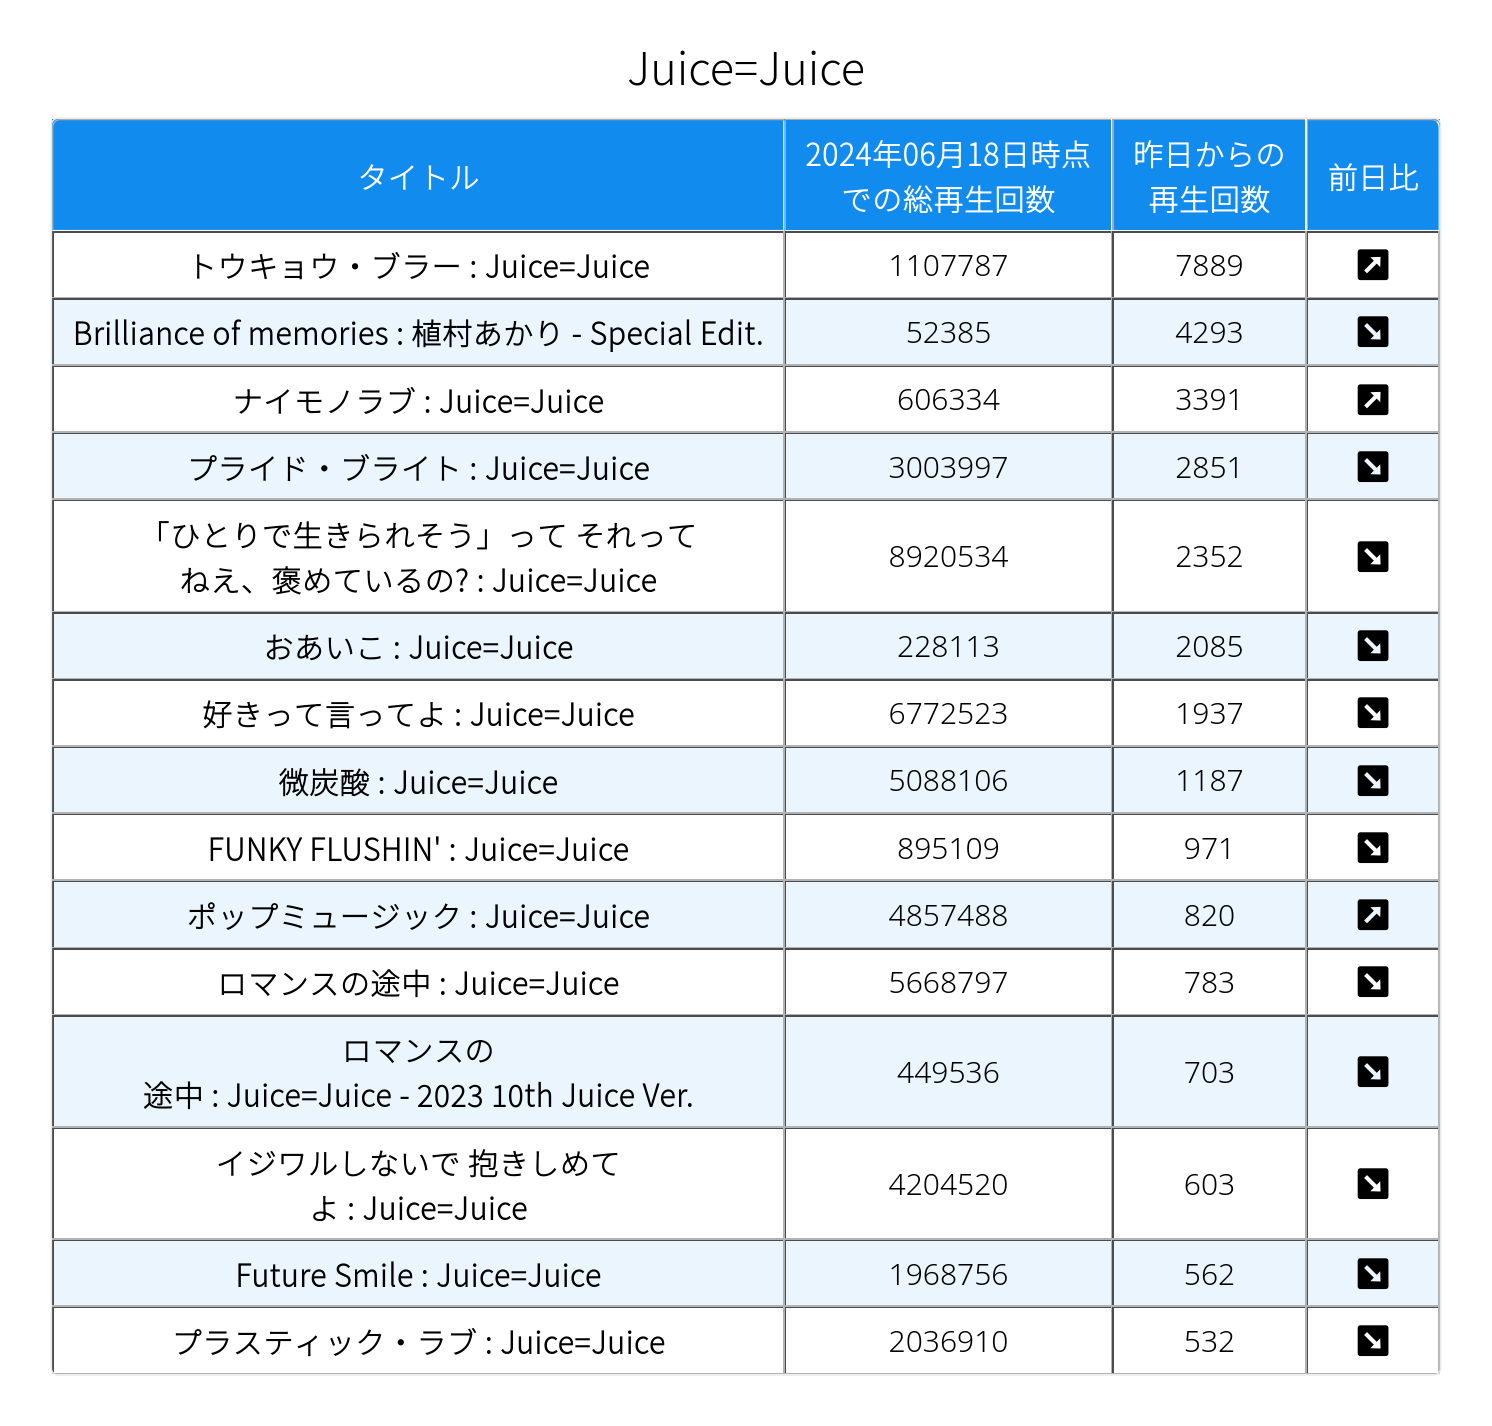 Juice=Juice
タイトル
2024年06月18日時点
での総再生回数
昨日からの
再生回数
前日比
トウキョウ・ブラー : Juice=Juice 1107787 7889
Brilliance of memories : 植村あかり - Special Edit. 52385 4293
ナイモノラブ : Juice=Juice 606334 3391
プライド・ブライト : Juice=Juice 3003997 2851
「ひとりで生きられそう」って それって
ねえ、褒めているの? : Juice=Juice 8920534 2352
おあいこ : Juice=Juice 228113 2085
好きって言ってよ : Juice=Juice 6772523 1937
微炭酸 : Juice=Juice 5088106 1187
FUNKY FLUSHIN' : Juice=Juice 895109 971
ポップミュージック : Juice=Juice 4857488 820
ロマンスの途中 : Juice=Juice 5668797 783
ロマンスの
途中 : Juice=Juice - 2023 10th Juice Ver. 449536 703
イジワルしないで 抱きしめて
よ : Juice=Juice 4204520 603
Future Smile : Juice=Juice 1968756 562
プラスティック・ラブ : Juice=Juice 2036910 532